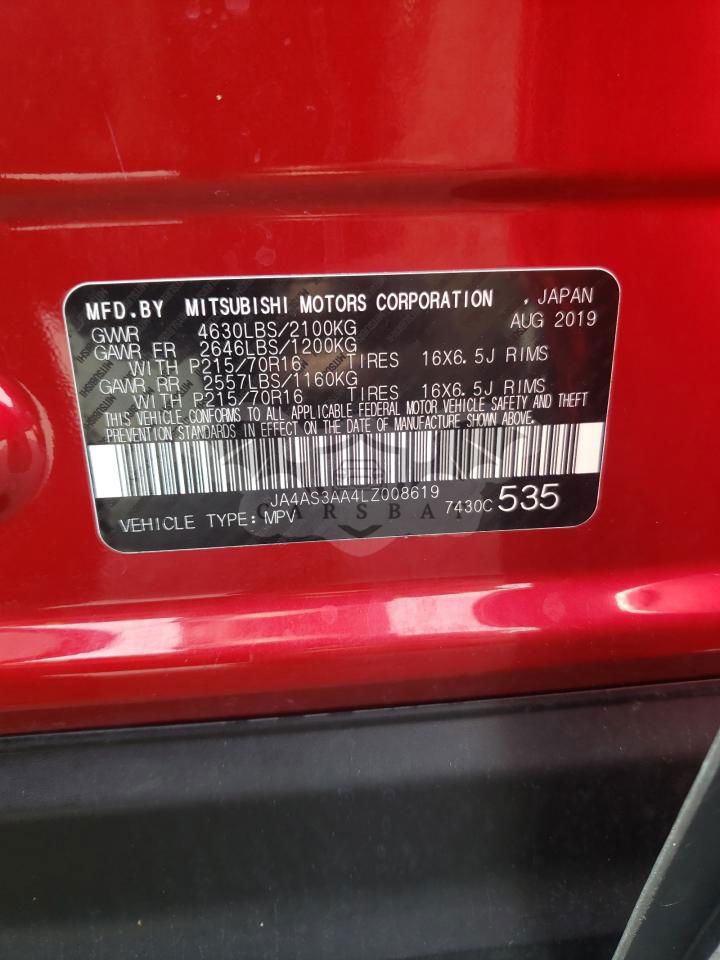 MFD.BY MITSUBISHI MOTORS CORPORATION , JAPAN
AUG 2019
GVWR 4630LBS/2100KG
GAWR FR 2646LBS/1200KG
WITH P215/70R16 TIRES 16X6.5J RIMS
GAWR RR 2557LBS/1160KG
WITH P215/70R16 TIRES 16X6.5J RIMS
THIS VEHICLE CONFORMS TO ALL APPLICABLE FEDERAL MOTOR VEHICLE SAFETY AND THEFT
PREVENTION STANDARDS IN EFFECT ON THE DATE OF MANUFACTURE SHOWN ABOVE.
JA4AS3AA4LZ008619
CARSBAT
VEHICLE TYPE: MPV 7430C 535